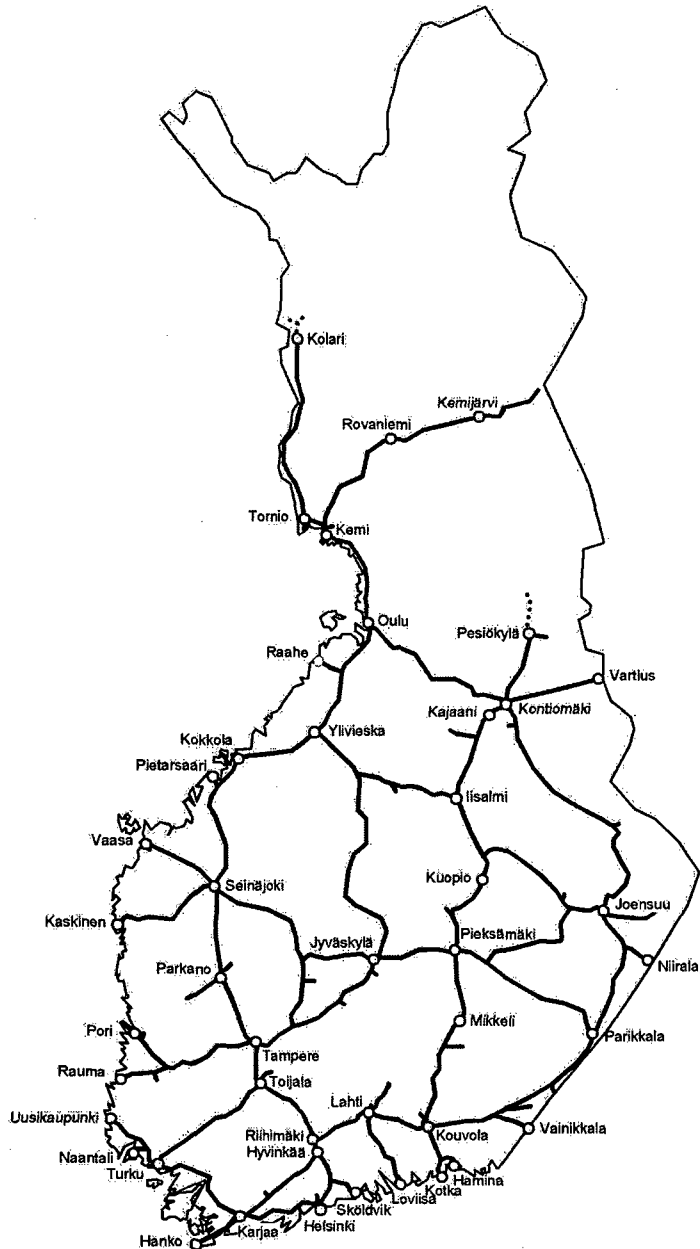 Kolari
Kemijärvi
Rovaniemi
Tornio
Kemi
Oulu
Pesiökylä
Raahe
Vartius
Kontiomäki
Kajaani
Ylivieska
Kokkola
Pietarsaari
Iisalmi
Vaasa
Kuopio
Seinäjoki
Joensuu
Kaskinen
Pieksämäki
Jyväskylä
Niirala
Parkano
Mikkeli
Pori
Parikkala
Tampere
Rauma
Toijala
Lahti
Uusikaupunki
Kouvola
Vainikkala
Riihimäki
Hyvinkää
Naantali
Turku
Hamina
Kotka
Loviisa
Sköldvik
Helsinki
Karjaa
Hanko